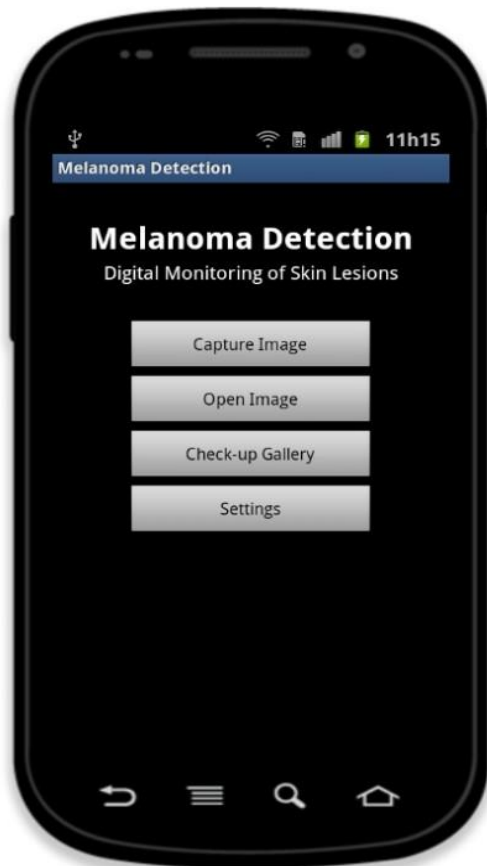 11h15
Melanoma Detection
Melanoma Detection
Digital Monitoring of Skin Lesions
Capture Image
Open Image
Check-up Gallery
Settings